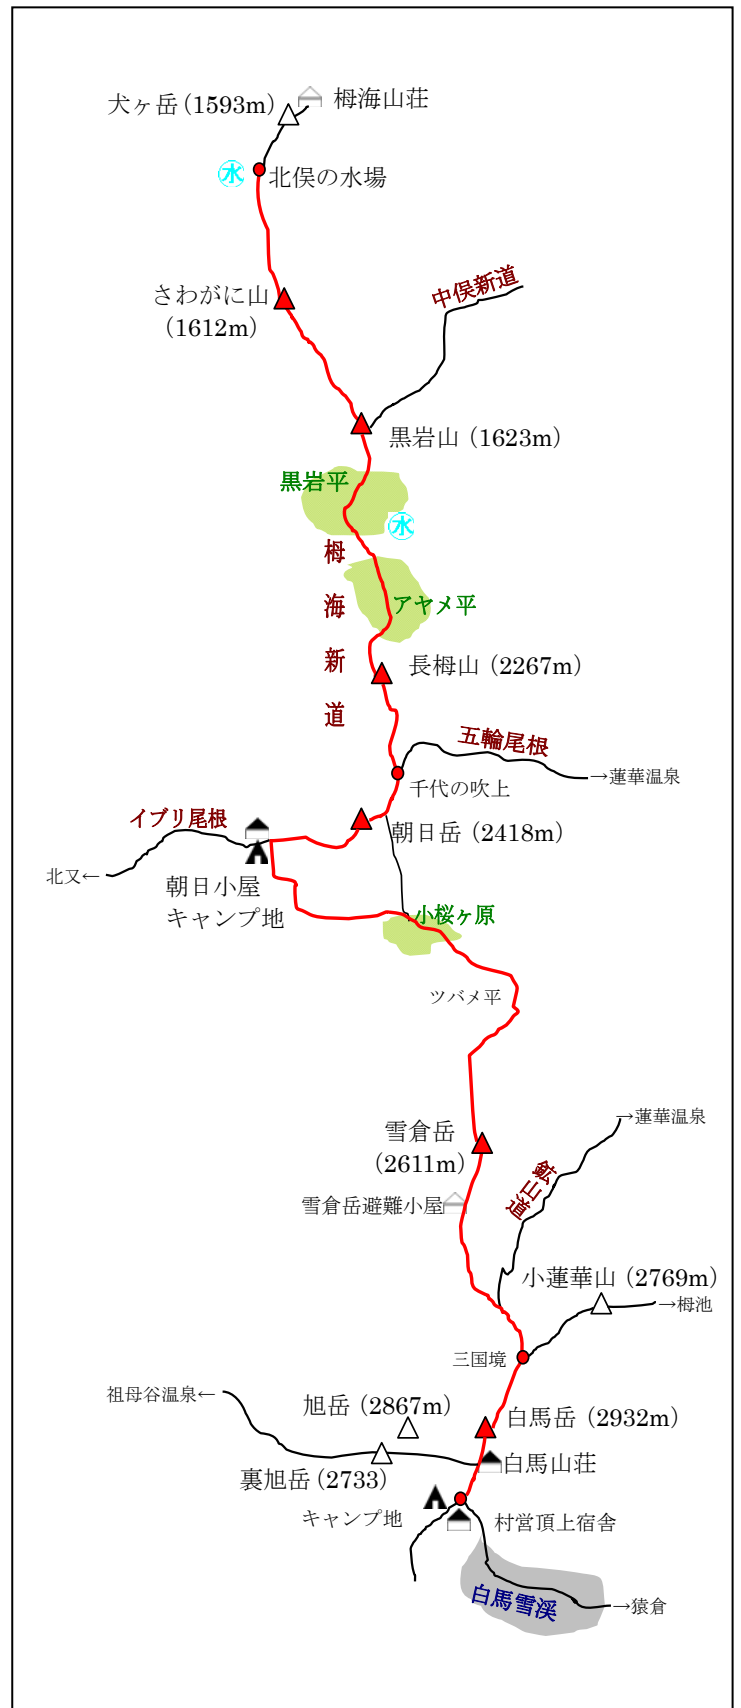 犬ヶ岳(1593m)
栂海山荘
水
北俣の水場
さわがに山
(1612m)
中俣新道
黒岩山(1623m)
黒岩平
水
栂海新道
アヤメ平
長栂山(2267m)
五輪尾根
→蓮華温泉
千代の吹上
イブリ尾根
朝日岳(2418m)
北又←
朝日小屋
キャンプ地
小桜ヶ原
ツバメ平
→蓮華温泉
雪倉岳
(2611m)
鉱山道
雪倉岳避難小屋
小蓮華山(2769m)
→栂池
三国境
祖母谷温泉←
旭岳(2867m)
白馬岳(2932m)
白馬山荘
裏旭岳(2733)
キャンプ地
村営頂上宿舎
白馬雪渓
→猿倉